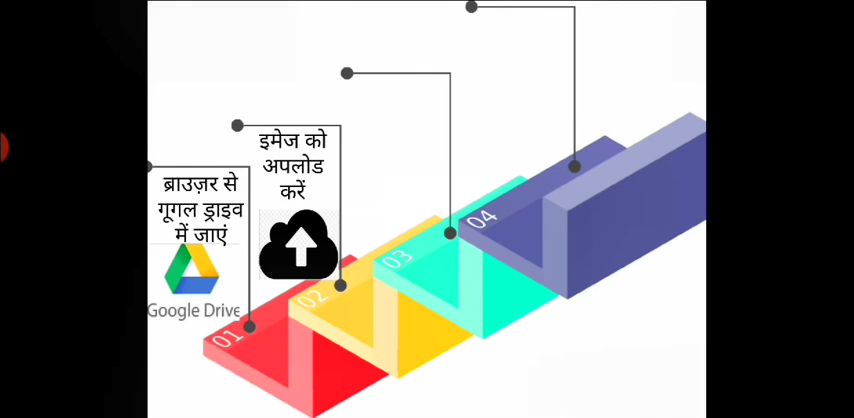 इमेज को
अपलोड
करें
ब्राउज़र से
गूगल ड्राइव
में जाएं
Google Drive
01
02
03
04